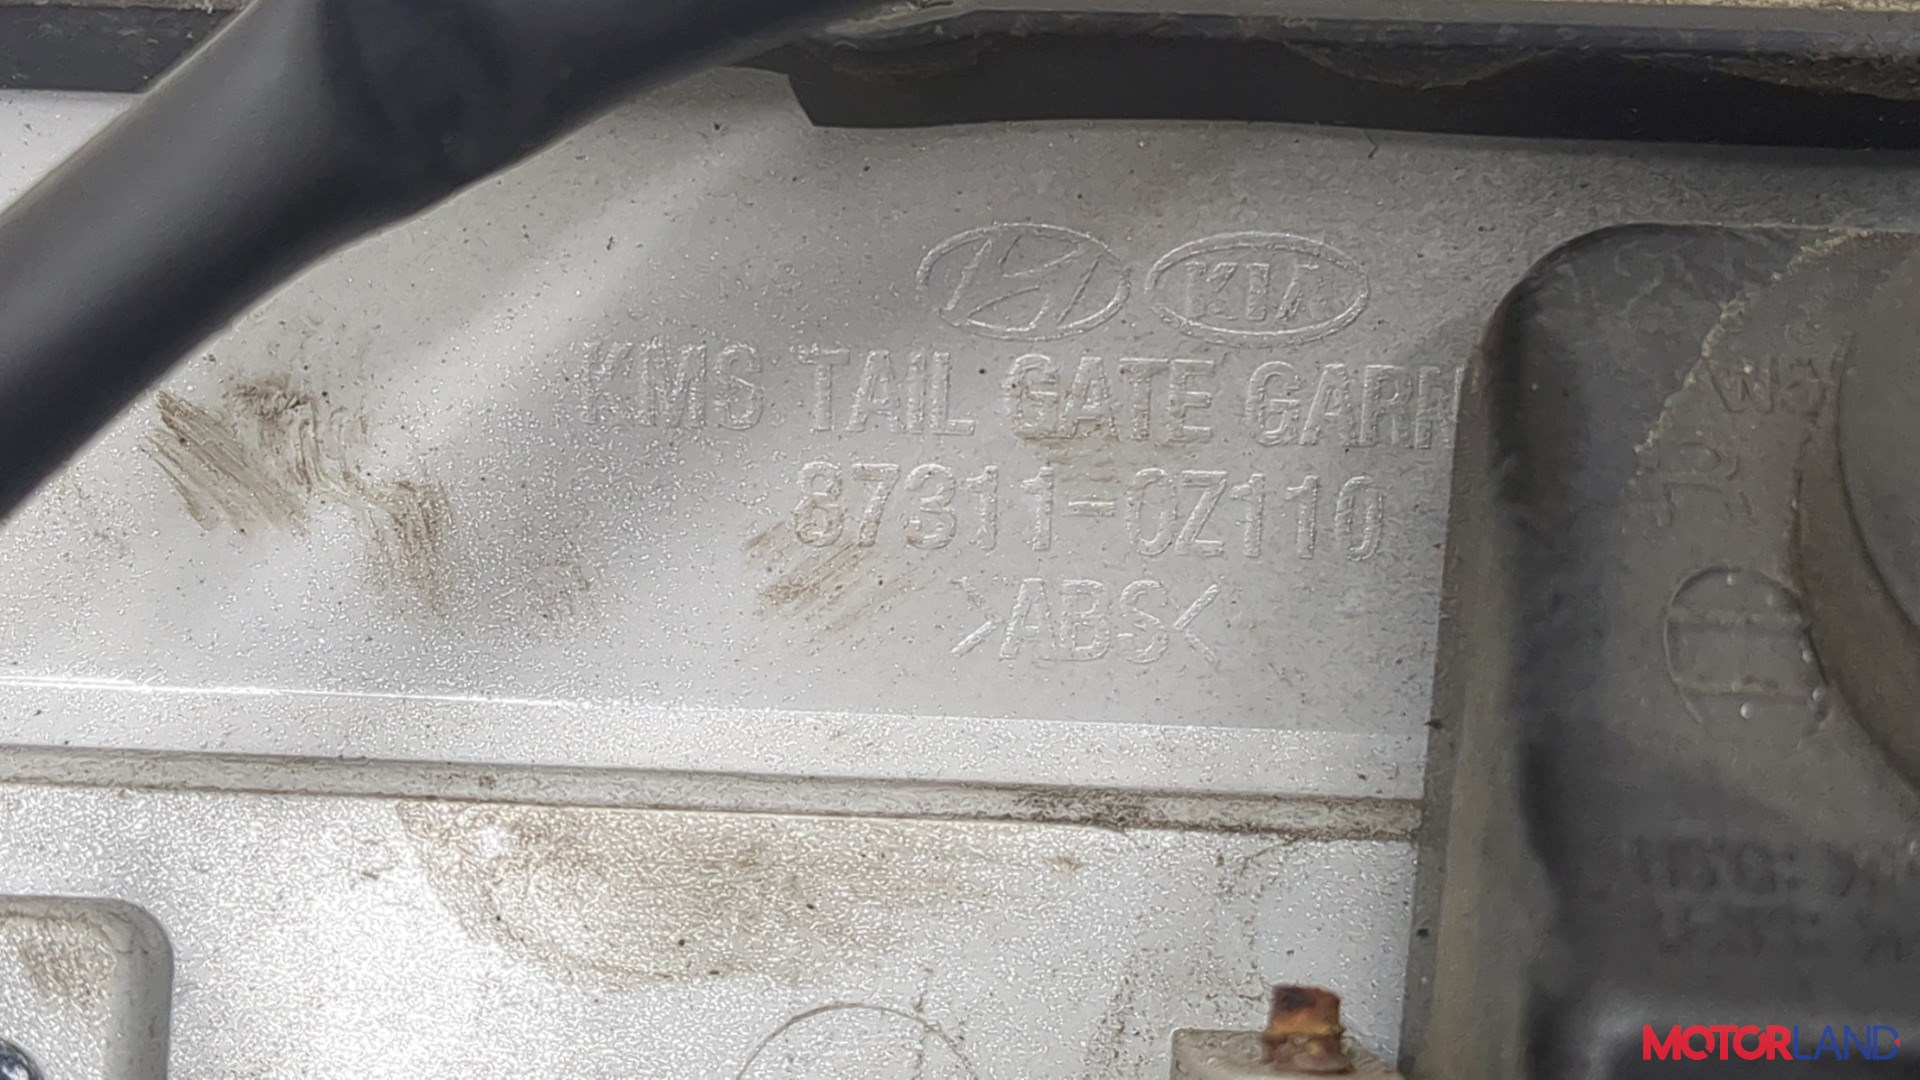 KIA
KMS TAIL GATE GARN
87311-0Z110
>ABS<
MOTORLAND